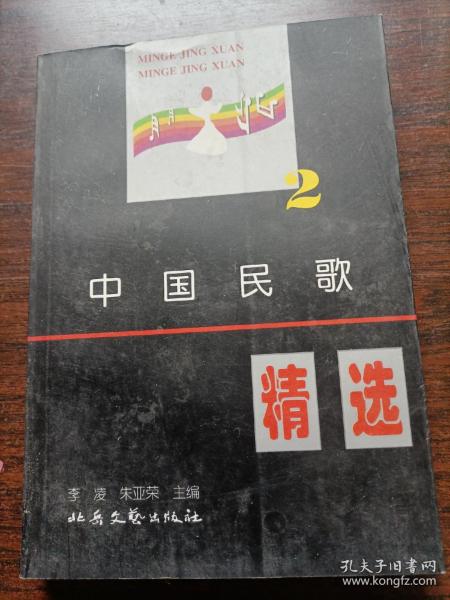 MINGE JING XUAN
MINGE JING XUAN
2
中国民歌
精选
李凌 朱亚荣 主编
北岳文艺出版社
孔夫子旧书网
www.kongfz.com